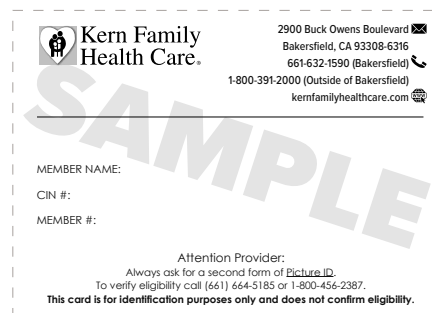 Kern Family
Health Care®
2900 Buck Owens Boulevard
Bakersfield, CA 93308-6316
661-632-1590 (Bakersfield)
1-800-391-2000 (Outside of Bakersfield)
kernfamilyhealthcare.com
www
SAMPLE
MEMBER NAME:
CIN #:
MEMBER #:
Attention Provider:
Always ask for a second form of Picture ID.
To verify eligibility call (661) 664-5185 or 1-800-456-2387.
This card is for identification purposes only and does not confirm eligibility.